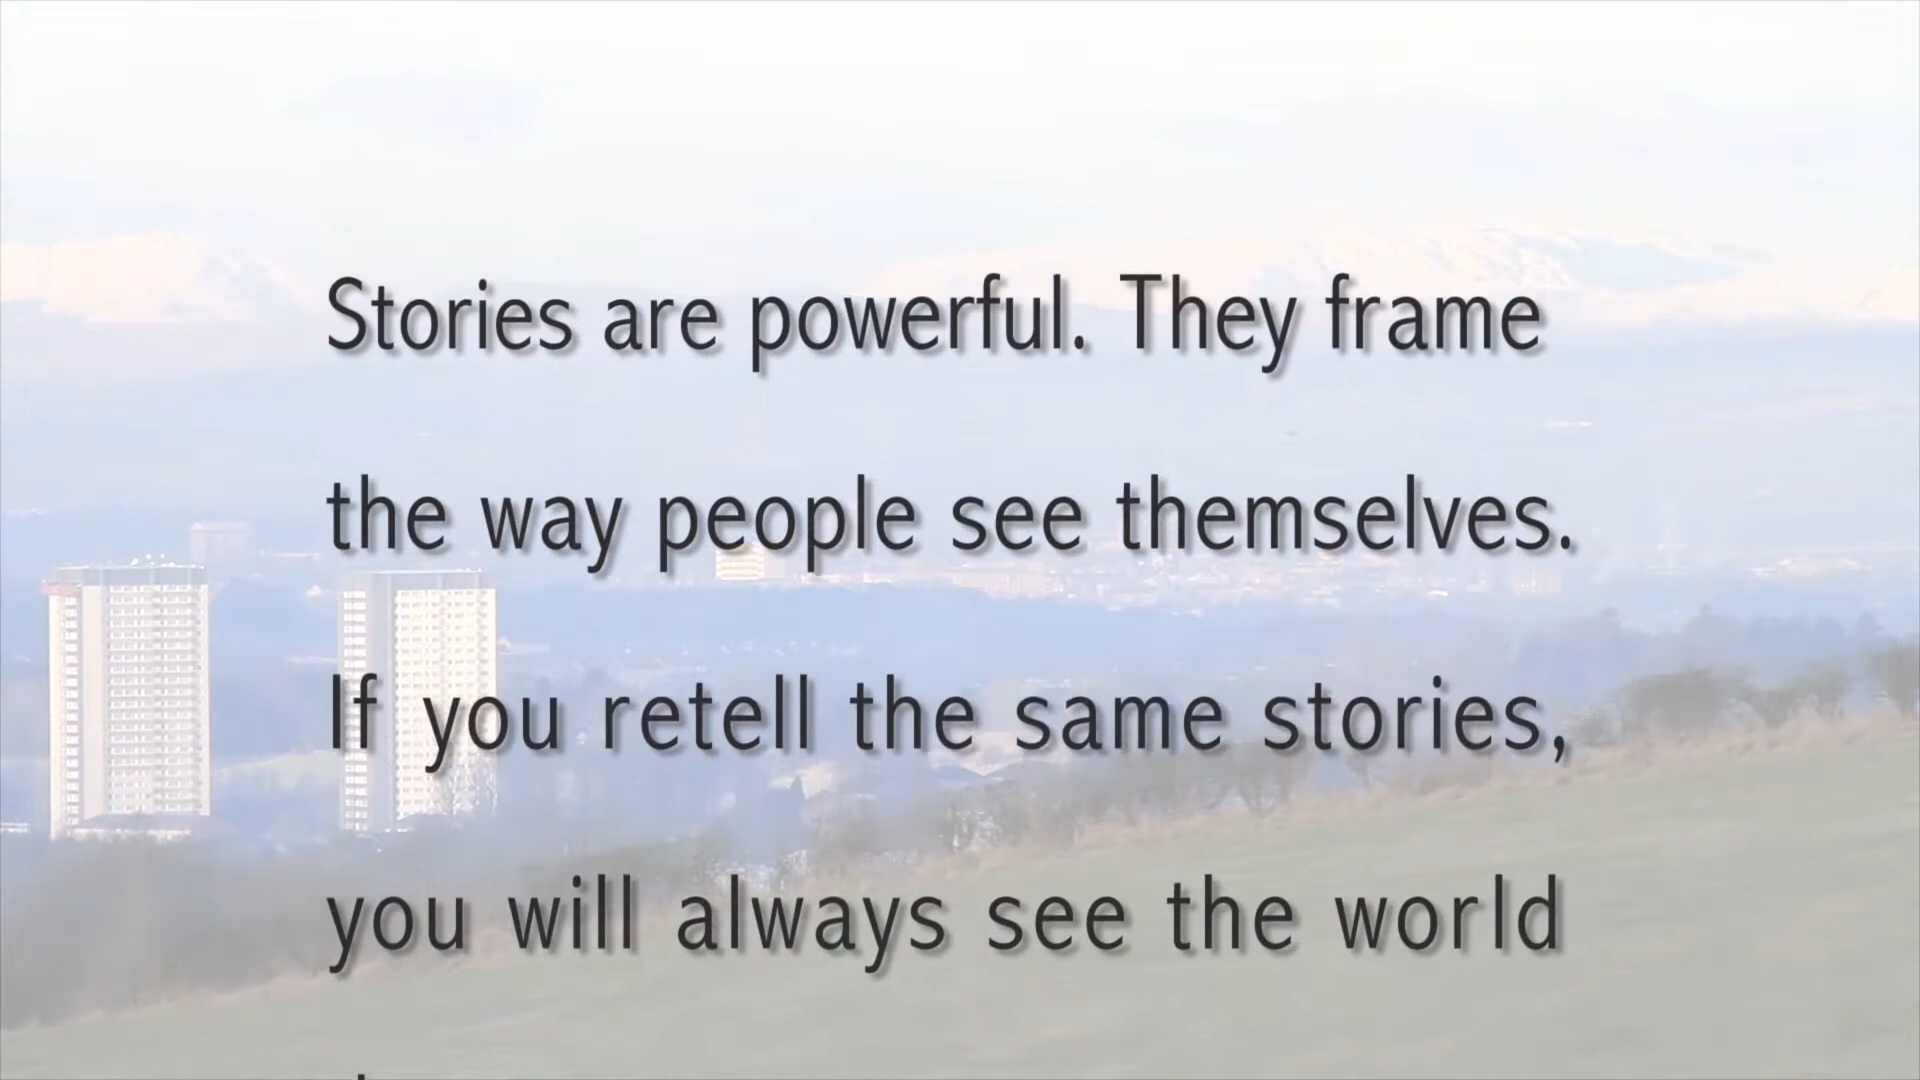 Stories are powerful. They frame
the way people see themselves.
If you retell the same stories,
you will always see the world